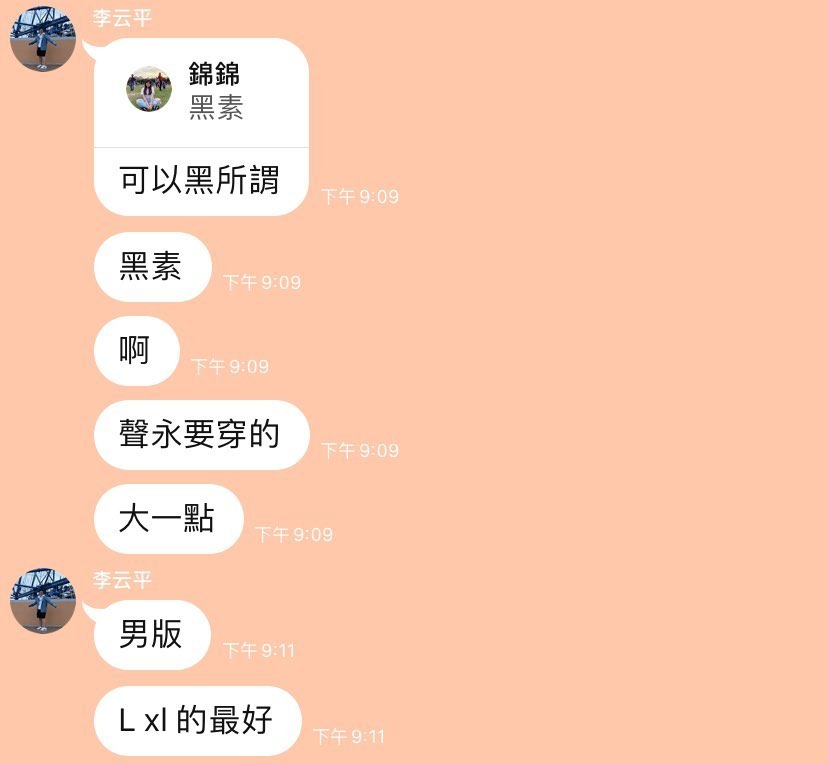 李云平
錦錦
黑素
可以黑所謂
下午 9:09
黑素
下午 9:09
啊
下午 9:09
聲永要穿的
下午 9:09
大一點
下午 9:09
李云平
男版
下午 9:11
L xl 的最好
下午 9:11